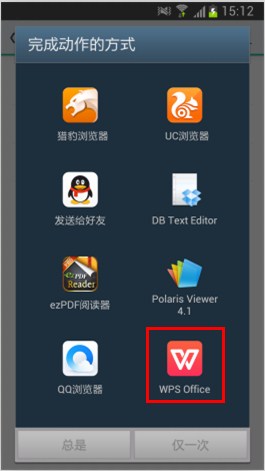 15:12
完成动作的方式
猎豹浏览器
UC浏览器
发送给好友
DB Text Editor
PDF
Reader
ezPDF阅读器
Polaris Viewer
4.1
QQ浏览器
WPS Office
总是
仅一次